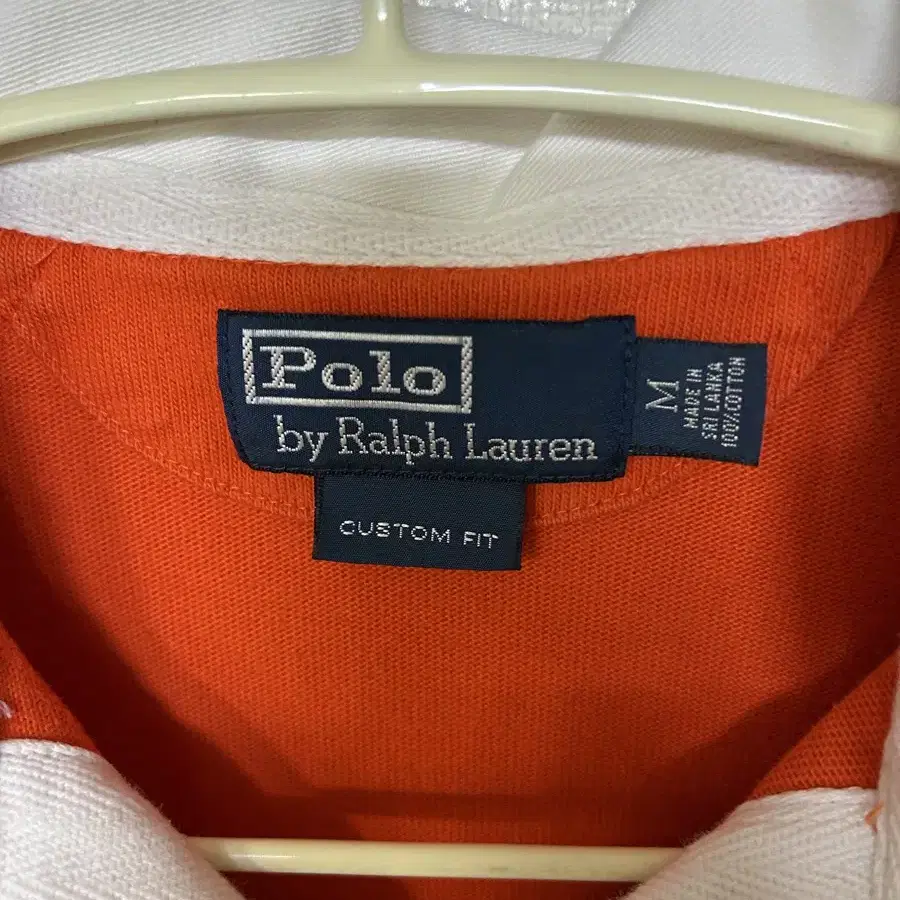 Polo
by Ralph Lauren
M
MADE IN
SRI LANKA
100%COTTON
CUSTOM FIT